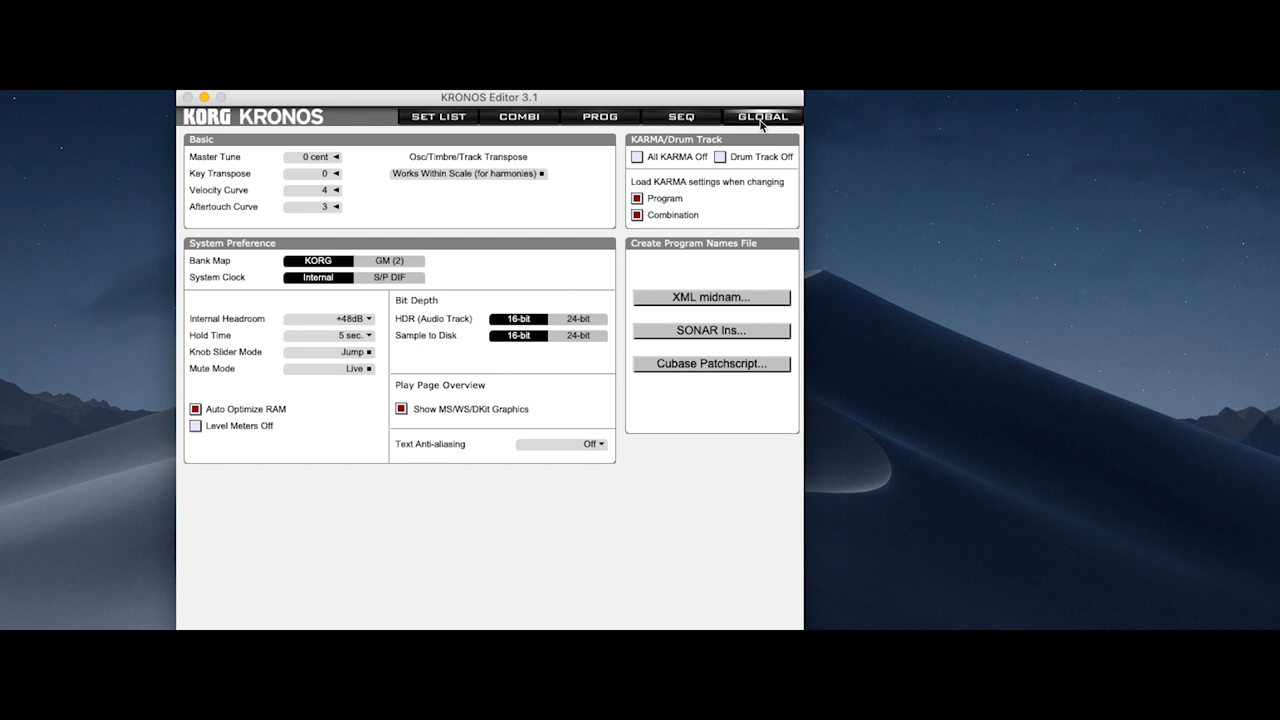 KRONOS Editor 3.1
KORG KRONOS
SET LIST
COMBI
PROG
SEQ
GLOBAL
Basic
Master Tune 0 cent
Key Transpose 0
Velocity Curve 4
Aftertouch Curve 3
Osc/Timbre/Track Transpose
Works Within Scale (for harmonies)
KARMA/Drum Track
All KARMA Off
Drum Track Off
Load KARMA settings when changing
Program
Combination
System Preference
Bank Map KORG GM (2)
System Clock Internal S/P DIF
Internal Headroom +48dB
Hold Time 5 sec.
Knob Slider Mode Jump
Mute Mode Live
Auto Optimize RAM
Level Meters Off
Bit Depth
HDR (Audio Track) 16-bit 24-bit
Sample to Disk 16-bit 24-bit
Play Page Overview
Show MS/WS/DKit Graphics
Text Anti-aliasing Off
Create Program Names File
XML midnam...
SONAR Ins...
Cubase Patchscript...